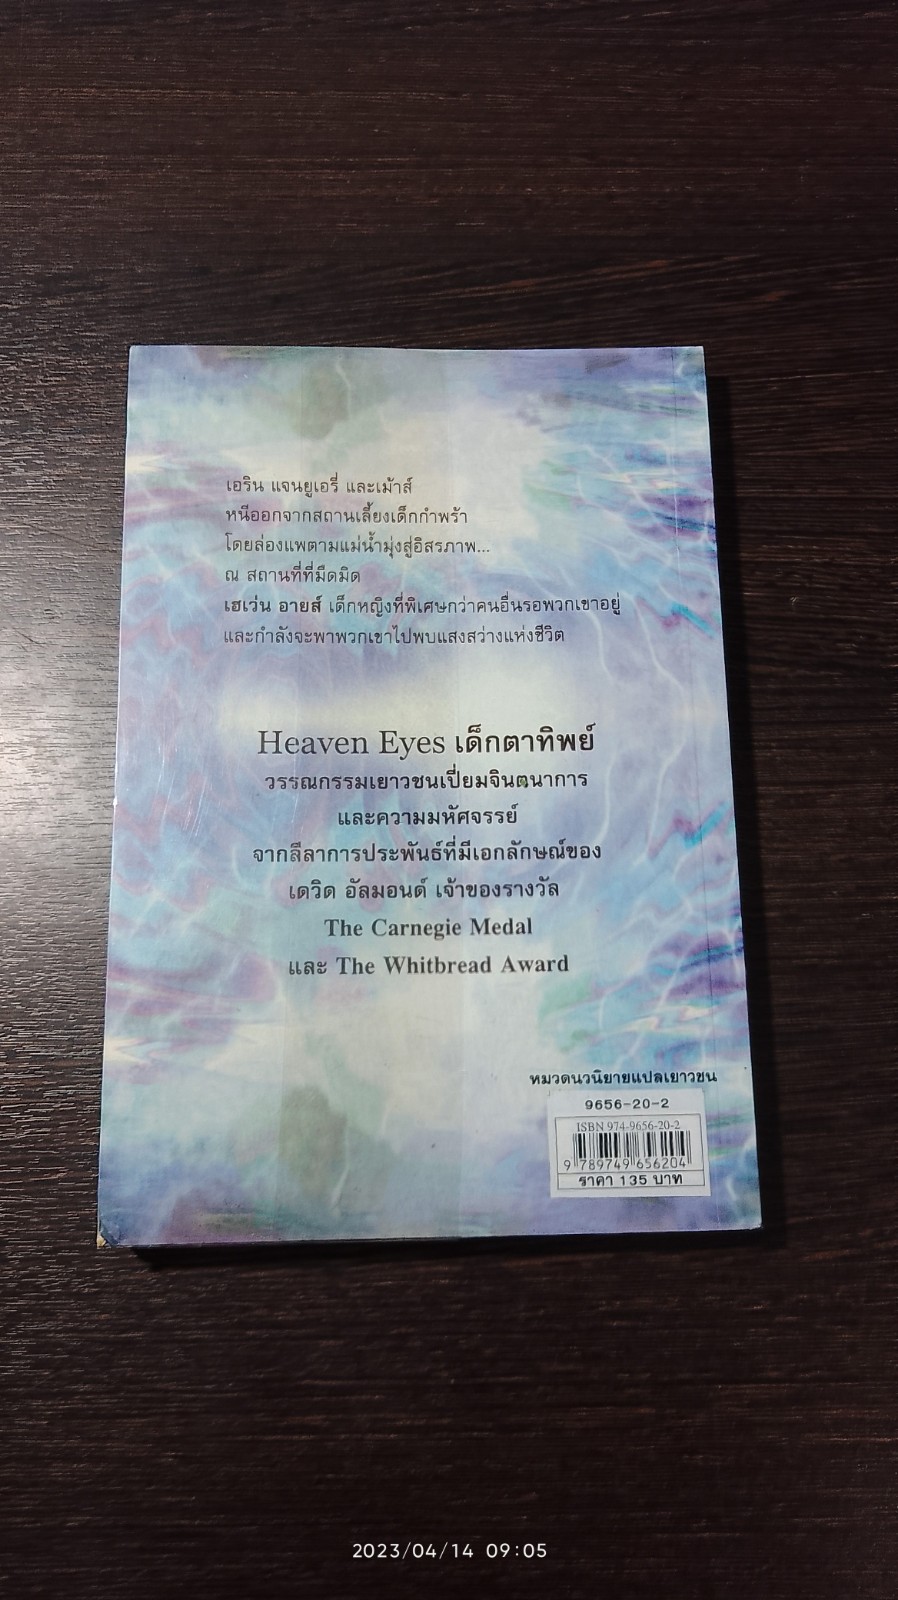 เอริน แจนยูเอรี่ และเม้าส์
หนีออกจากสถานเลี้ยงเด็กกำพร้า
โดยล่องแพตามแม่น้ำมุ่งสู่อิสรภาพ...
ณ สถานที่ที่มืดมิด
เฮเว่น อายส์ เด็กหญิงที่พิเศษกว่าคนอื่นรอพวกเขาอยู่
และกำลังจะพาพวกเขาไปพบแสงสว่างแห่งชีวิต
Heaven Eyes เด็กตาทิพย์
วรรณกรรมเยาวชนเปี่ยมจินตนาการ
และความมหัศจรรย์
จากลีลาการประพันธ์ที่มีเอกลักษณ์ของ
เดวิด อัลมอนด์ เจ้าของรางวัล
The Carnegie Medal
และ The Whitbread Award
หมวดนวนิยายแปลเยาวชน
9656-20-2
ISBN 974-9656-20-2
9 789749 656204
ราคา 135 บาท
2023/04/14 09:05